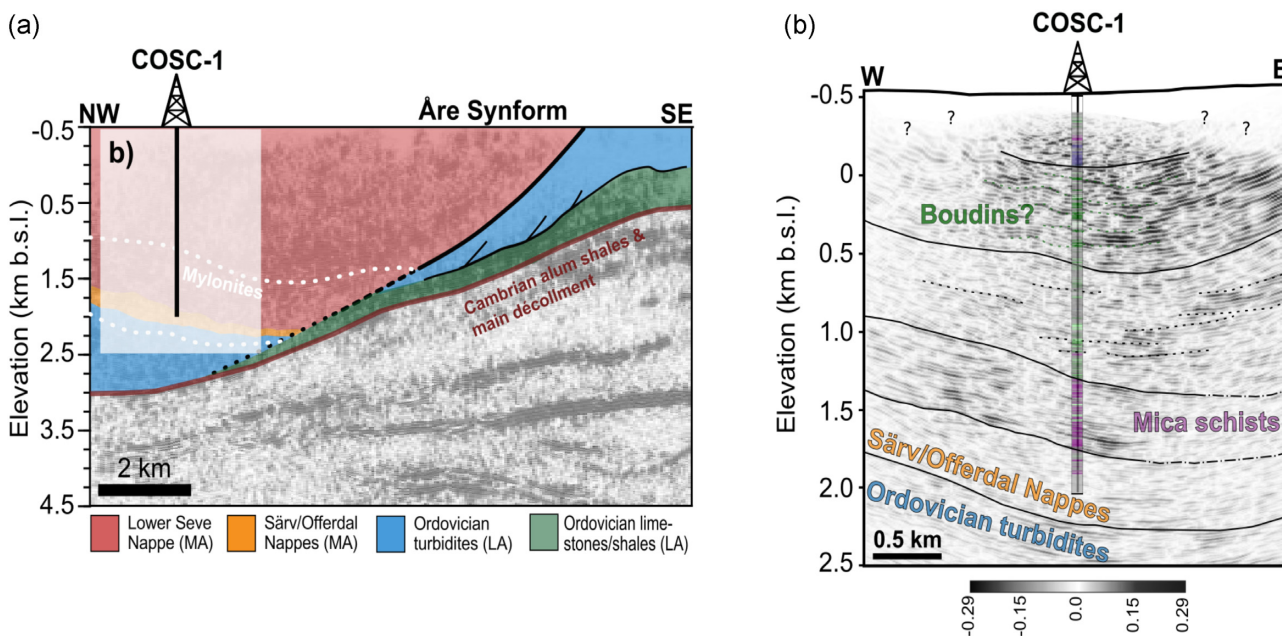 (a)
COSC-1
NW
Åre Synform
SE
b)
Mylonites
Cambrian alum shales &
main décollment
Elevation (km b.s.l.)
-0.5
0
0.5
1.5
2.5
3.5
4.5
2 km
Lower Seve
Nappe (MA)
Särv/Offerdal
Nappes (MA)
Ordovician
turbidites (LA)
Ordovician lime-
stones/shales (LA)
(b)
COSC-1
W
E
? ? ? ?
Boudins?
Mica schists
Särv/Offerdal Nappes
Ordovician turbidites
Elevation (km b.s.l.)
-0.5
0
0.5
1.0
1.5
2.0
2.5
0.5 km
-0.29
-0.15
0.0
0.15
0.29